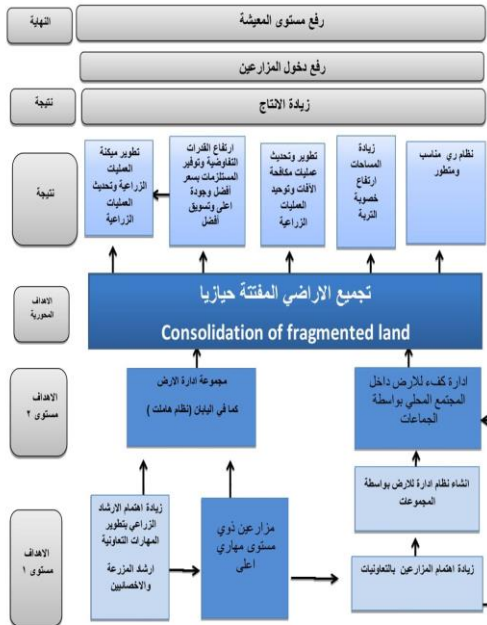 النهاية
رفع مستوى المعيشة
رفع دخول المزارعين
نتيجة
زيادة الانتاج
نتيجة
نظام ري مناسب
ومتطور
زيادة
المساحات
ارتفاع
خصوبة
التربة
تطوير وتحديث
عمليات مكافحة
الآفات وتوحيد
العمليات
الزراعية
ارتفاع القدرات
التفاوضية وتوفير
المستلزمات بسعر
أفضل وجودة
اعلى وتسويق
أفضل
تطوير ميكنة
العمليات
الزراعية وتحديث
العمليات
الزراعية
الاهداف
المحورية
تجميع الاراضي المفتتة حيازيا
Consolidation of fragmented land
الاهداف
مستوى ٢
ادارة كفء للارض داخل
المجتمع المحلي بواسطة
الجماعات
مجموعة ادارة الارض
كما في اليابان (نظام هاملت )
انشاء نظام ادارة للارض بواسطة
المجموعات
الاهداف
مستوى ١
زيادة اهتمام المزارعين بالتعاونيات
مزارعين ذوي
مستوى مهاري
اعلى
زيادة اهتمام الارشاد
الزراعي بتطوير
المهارات التعاونية
ارشاد المزرعة
والاخصائيين